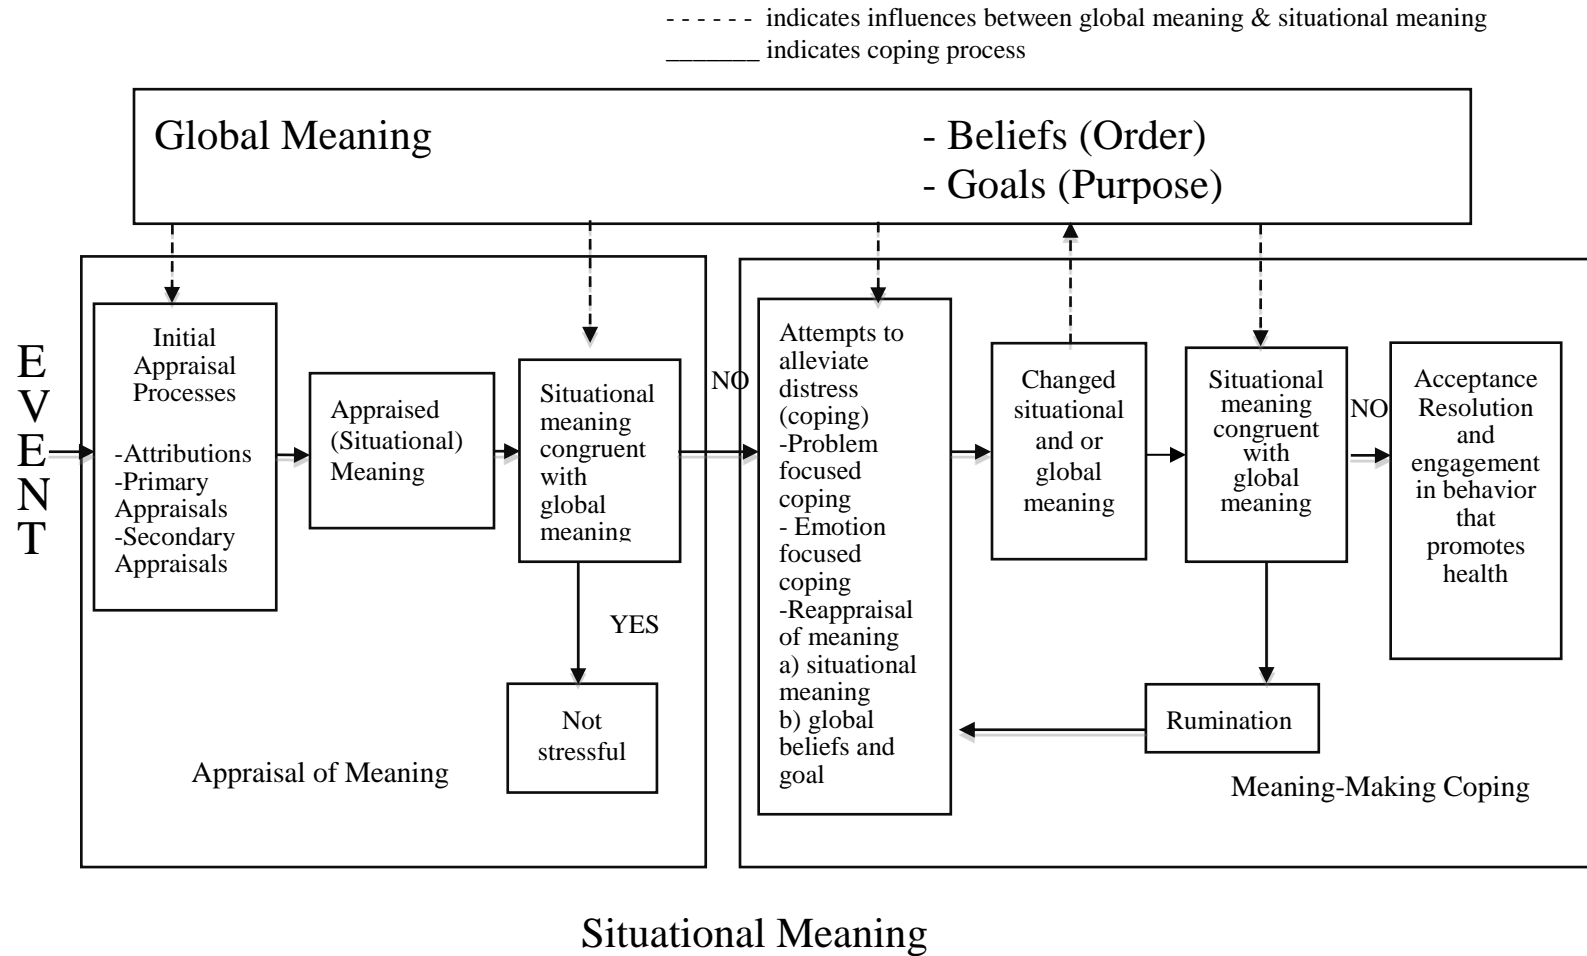 - - - - - - indicates influences between global meaning & situational meaning
_______ indicates coping process
Global Meaning
- Beliefs (Order)
- Goals (Purpose)
E
V
E
N
T
Initial
Appraisal
Processes
-Attributions
-Primary
Appraisals
-Secondary
Appraisals
Appraised
(Situational)
Meaning
Situational
meaning
congruent
with
global
meaning
YES
Not
stressful
Appraisal of Meaning
NO
Attempts to
alleviate
distress
(coping)
-Problem
focused
coping
- Emotion
focused
coping
-Reappraisal
of meaning
a) situational
meaning
b) global
beliefs and
goal
Changed
situational
and or
global
meaning
Situational
meaning
congruent
with
global
meaning
NO
Acceptance
Resolution
and
engagement
in behavior
that
promotes
health
Rumination
Meaning-Making Coping
Situational Meaning